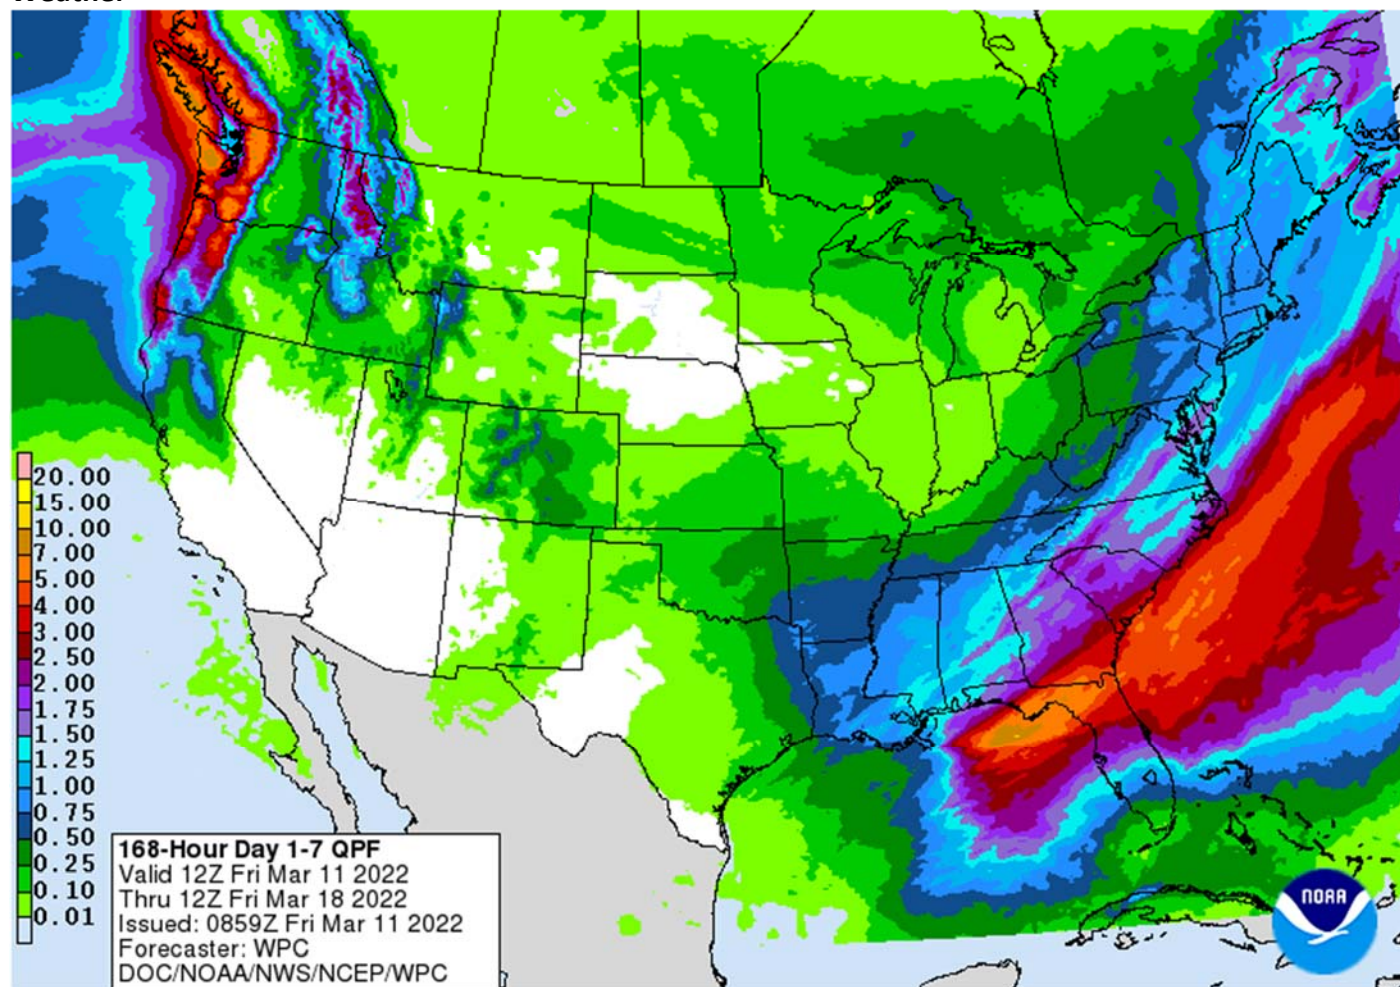 Weather
20.00
15.00
10.00
7.00
5.00
4.00
3.00
2.50
2.00
1.75
1.50
1.25
1.00
0.75
0.50
0.25
0.10
0.01
168-Hour Day 1-7 QPF
Valid 12Z Fri Mar 11 2022
Thru 12Z Fri Mar 18 2022
Issued: 0859Z Fri Mar 11 2022
Forecaster: WPC
DOC/NOAA/NWS/NCEP/WPC
NOAA